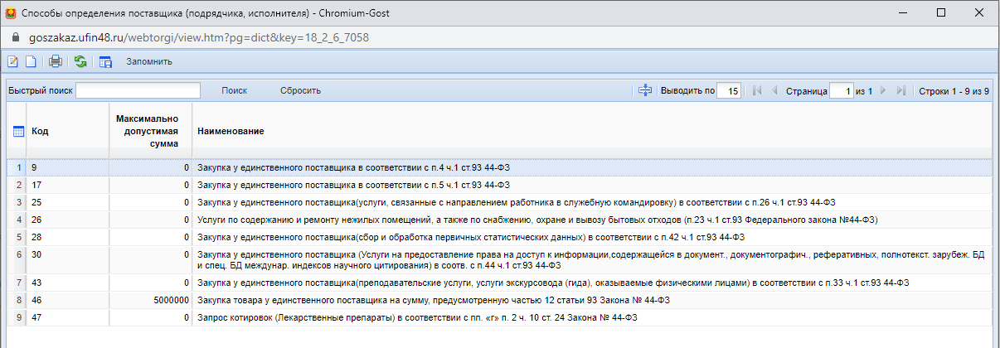 Способы определения поставщика (подрядчика, исполнителя) - Chromium-Gost
goszakaz.ufin48.ru/webtorgi/view.htm?pg=dict&key=18_2_6_7058
Запомнить
Быстрый поиск Поиск Сбросить Выводить по 15 Страница 1 из 1 Строки 1 - 9 из 9
Код Максимально допустимая сумма Наименование
1 9 0 Закупка у единственного поставщика в соответствии с п.4 ч.1 ст.93 44-ФЗ
2 17 0 Закупка у единственного поставщика в соответствии с п.5 ч.1 ст.93 44-ФЗ
3 25 0 Закупка у единственного поставщика(услуги, связанные с направлением работника в служебную командировку) в соответствии с п.26 ч.1 ст.93 44-ФЗ
4 26 0 Услуги по содержанию и ремонту нежилых помещений, а также по снабжению, охране и вывозу бытовых отходов (п.23 ч.1 ст.93 Федерального закона №44-ФЗ)
5 28 0 Закупка у единственного поставщика(сбор и обработка первичных статистических данных) в соответствии с п.42 ч.1 ст.93 44-ФЗ
6 30 0 Закупка у единственного поставщика (Услуги на предоставление права на доступ к информации,содержащейся в документ., документографич., реферативных, полнотекст. зарубеж. БД
и спец. БД междунар. индексов научного цитирования) в соотв. с п.44 ч.1 ст.93 44-ФЗ
7 43 0 Закупка у единственного поставщика(преподавательские услуги, услуги экскурсовода (гида), оказываемые физическими лицами) в соответствии с п.33 ч.1 ст.93 44-ФЗ
8 46 5000000 Закупка товара у единственного поставщика на сумму, предусмотренную частью 12 статьи 93 Закона № 44-ФЗ
9 47 0 Запрос котировок (Лекарственные препараты) в соответствии с пп. «г» п. 2 ч. 10 ст. 24 Закона № 44-ФЗ